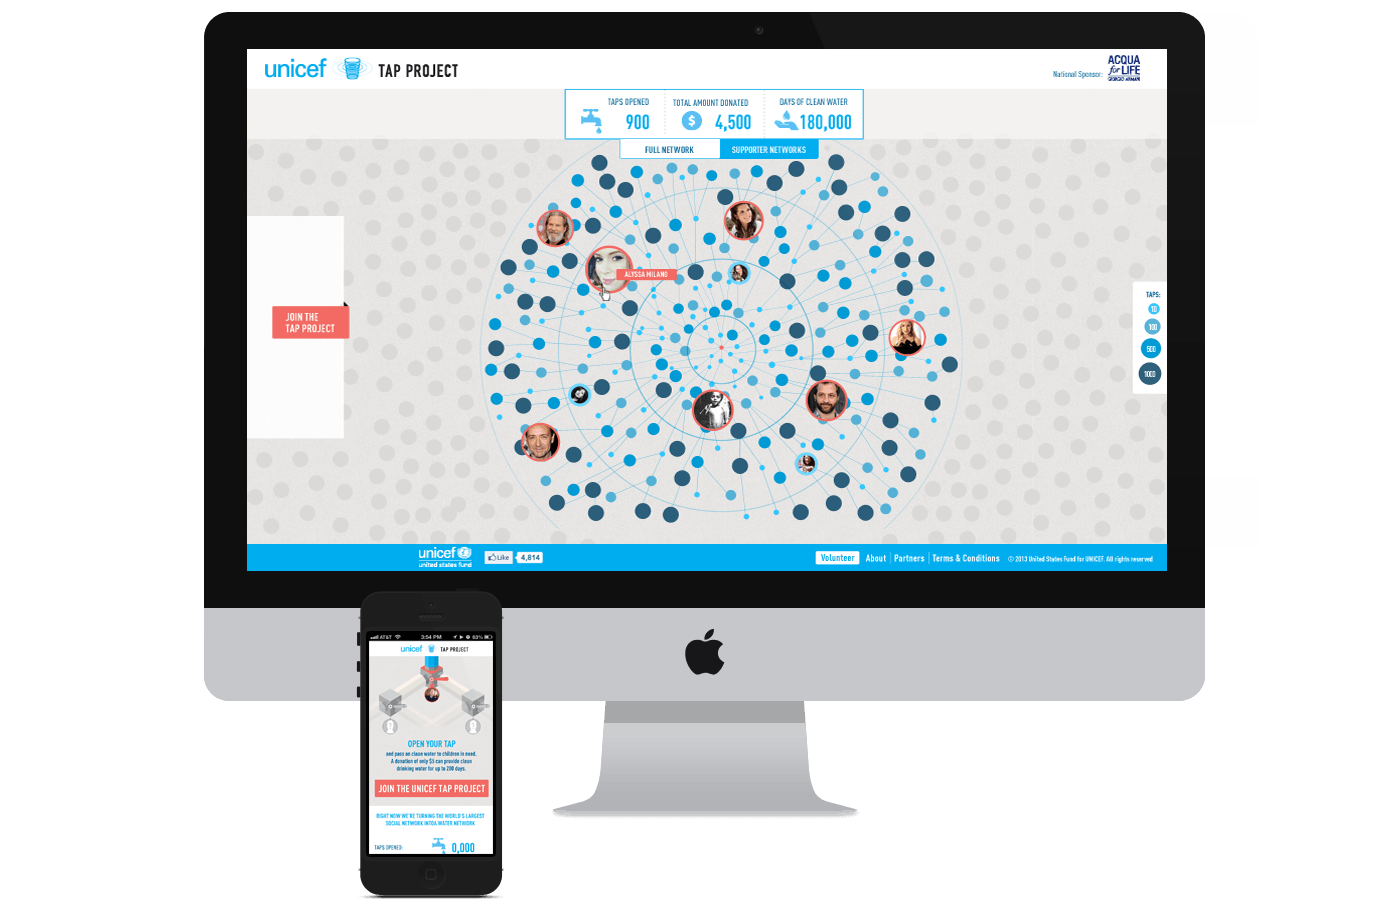 unicef TAP PROJECT
National Sponsor:
ACQUA
for LIFE
GIORGIO ARMANI
TAPS OPENED
900
TOTAL AMOUNT DONATED
$ 4,500
DAYS OF CLEAN WATER
180,000
FULL NETWORK
SUPPORTER NETWORKS
ALYSSA MILANO
JOIN THE
TAP PROJECT
TAPS:
10
100
500
1000
unicef
united states fund
Like 4,814
Volunteer About Partners Terms & Conditions © 2013 United States Fund for UNICEF. All rights reserved
AT&T 3:54 PM 63%
unicef TAP PROJECT
OPEN YOUR TAP
and pass on clean water to children in need.
A donation of only $5 can provide clean
drinking water for up to 200 days.
JOIN THE UNICEF TAP PROJECT
RIGHT NOW WE'RE TURNING THE WORLD'S LARGEST
SOCIAL NETWORK INTO A WATER NETWORK
TAPS OPENED: 0,000